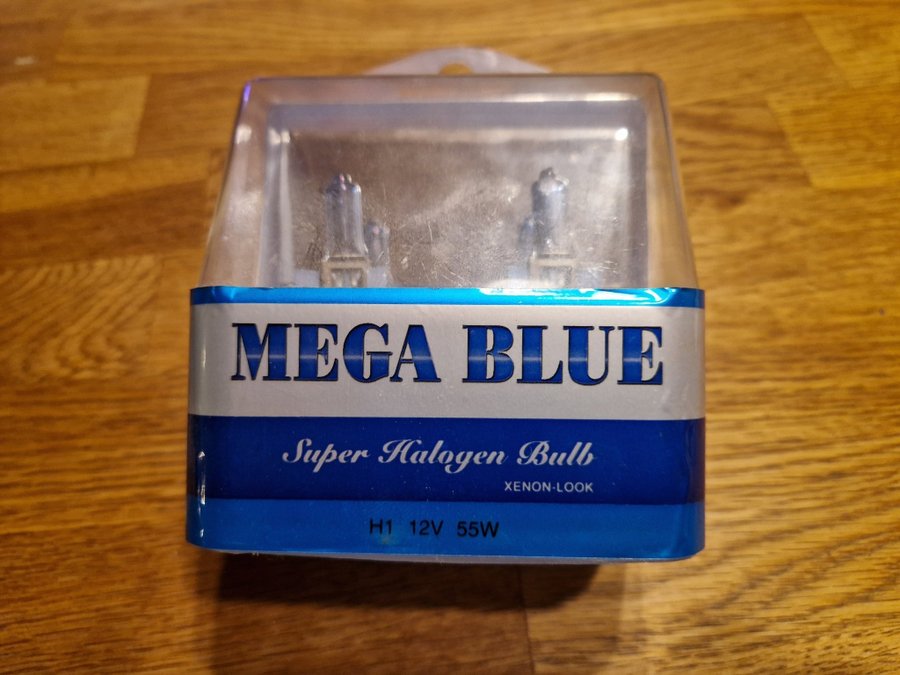 MEGA BLUE
Super Halogen Bulb
XENON-LOOK
H1 12V 55W